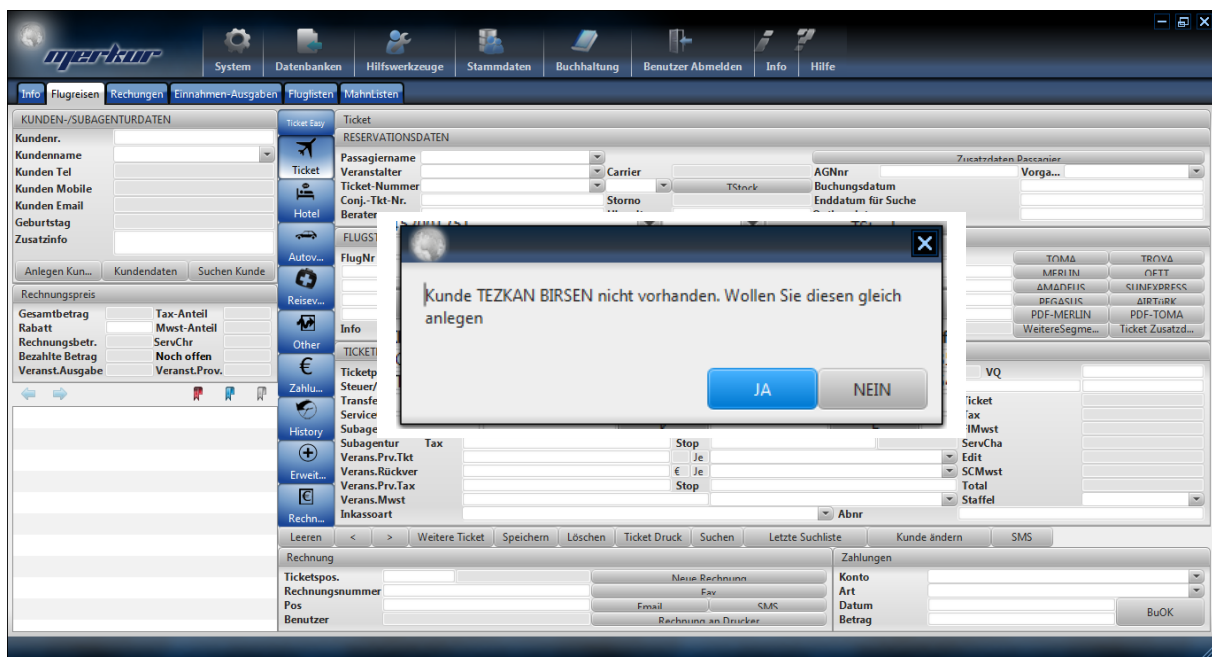 merkur
System Datenbanken Hilfswerkzeuge Stammdaten Buchhaltung Benutzer Abmelden Info Hilfe
Info Flugreisen Rechungen Einnahmen-Ausgaben Fluglisten MahnListen
KUNDEN-/SUBAGENTURDATEN
Kundenr.
Kundenname
Kunden Tel
Kunden Mobile
Kunden Email
Geburtstag
Zusatzinfo
Anlegen Kun... Kundendaten Suchen Kunde
Rechnungspreis
Gesamtbetrag Tax-Anteil
Rabatt Mwst-Anteil
Rechnungsbetr. ServChr
Bezahlte Betrag Noch offen
Veranst.Ausgabe Veranst.Prov.
Ticket Easy
Ticket
Hotel
Autov...
Reisev...
Other
Zahlu...
History
Erweit...
Rechn...
Ticket
RESERVATIONSDATEN
Passagiername Zusatzdaten Passagier
Veranstalter Carrier AGNnr Vorga...
Ticket-Nummer TStock Buchungsdatum
Conj.-Tkt-Nr. Storno Enddatum für Suche
Berater
FLUGST
FlugNr
TOMA TROYA
MERLIN OETT
AMADEUS SUNEXPRESS
PEGASUS AIRTüRK
PDF-MERLIN PDF-TOMA
WeitereSegme... Ticket Zusatzd...
Info
Kunde TEZKAN BIRSEN nicht vorhanden. Wollen Sie diesen gleich
anlegen
JA NEIN
TICKET
Ticketp VQ
Steuer/
Transfe Ticket
Service Tax
Subage FlMwst
Subagentur Tax Stop ServCha
Verans.Prv.Tkt Je Edit
Verans.Rückver € Je SCMwst
Verans.Prv.Tax Stop Total
Verans.Mwst Staffel
Inkassoart Abnr
Leeren < > Weitere Ticket Speichern Löschen Ticket Druck Suchen Letzte Suchliste Kunde ändern SMS
Rechnung
Ticketspos. Neue Rechnung
Rechnungsnummer Fax
Pos Email SMS
Benutzer Rechnung an Drucker
Zahlungen
Konto
Art
Datum
Betrag
BuOK